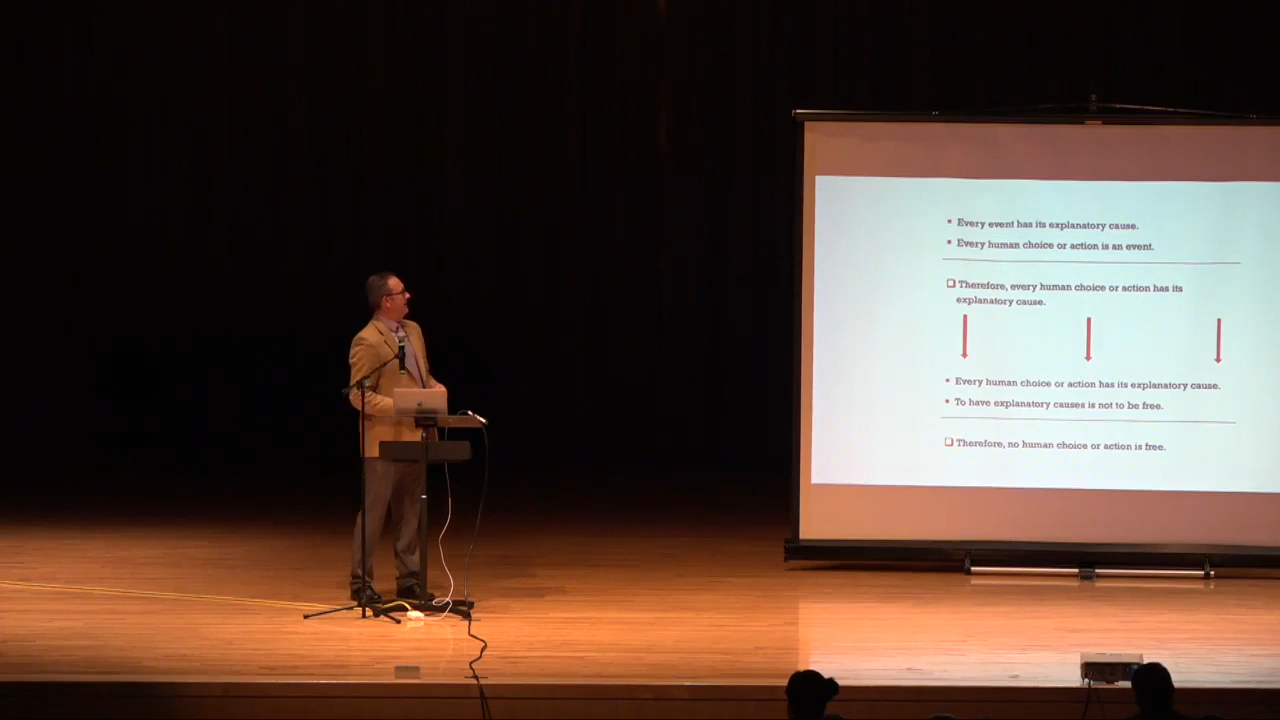 Every event has its explanatory cause.
Every human choice or action is an event.
Therefore, every human choice or action has its
explanatory cause.
Every human choice or action has its explanatory cause.
To have explanatory causes is not to be free.
Therefore, no human choice or action is free.